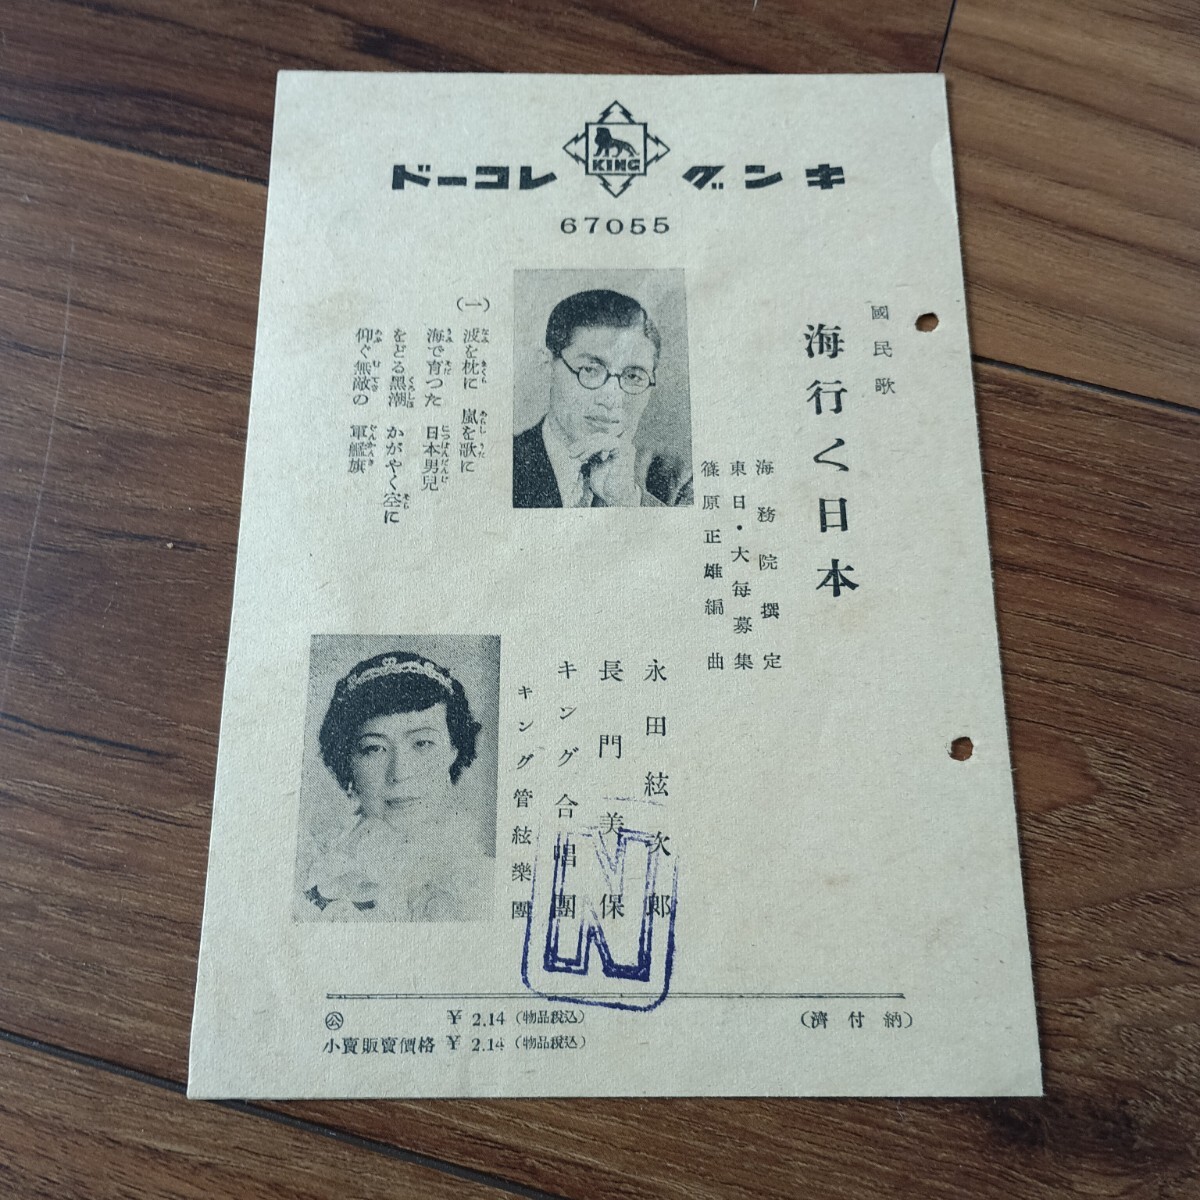 キングレコード
KING
67055
國民歌
海行く日本
海務院撰定
東日・大毎募集
篠原正雄編曲
永田絃次郎
長門美保
キング合唱團
キング管絃樂團
(一)
波を枕に 嵐を歌に
海で育つた 日本男兒
をどる黑潮 かがやく空に
仰ぐ無敵の 軍艦旗
N
(納付濟)
公 ¥2.14(物品税込)
小賣販賣價格 ¥2.14(物品税込)